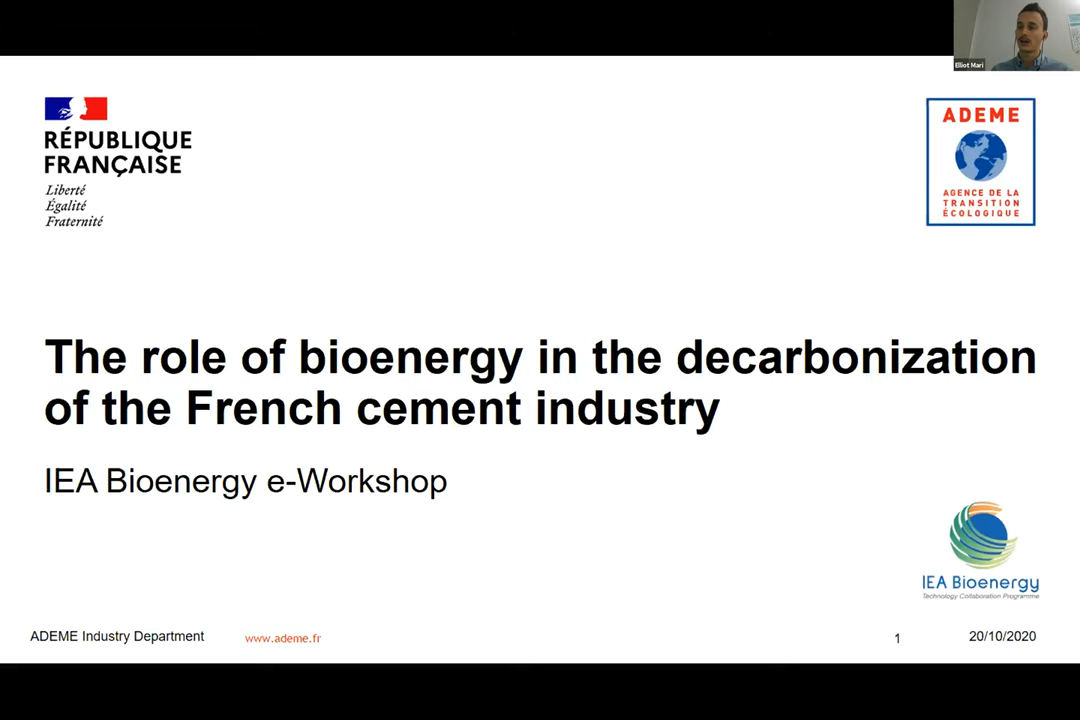 Elliot Mari
RÉPUBLIQUE
FRANÇAISE
Liberté
Égalité
Fraternité
ADEME
AGENCE DE LA
TRANSITION
ÉCOLOGIQUE
The role of bioenergy in the decarbonization
of the French cement industry
IEA Bioenergy e-Workshop
IEA Bioenergy
Technology Collaboration Programme
ADEME Industry Department
www.ademe.fr
1
20/10/2020